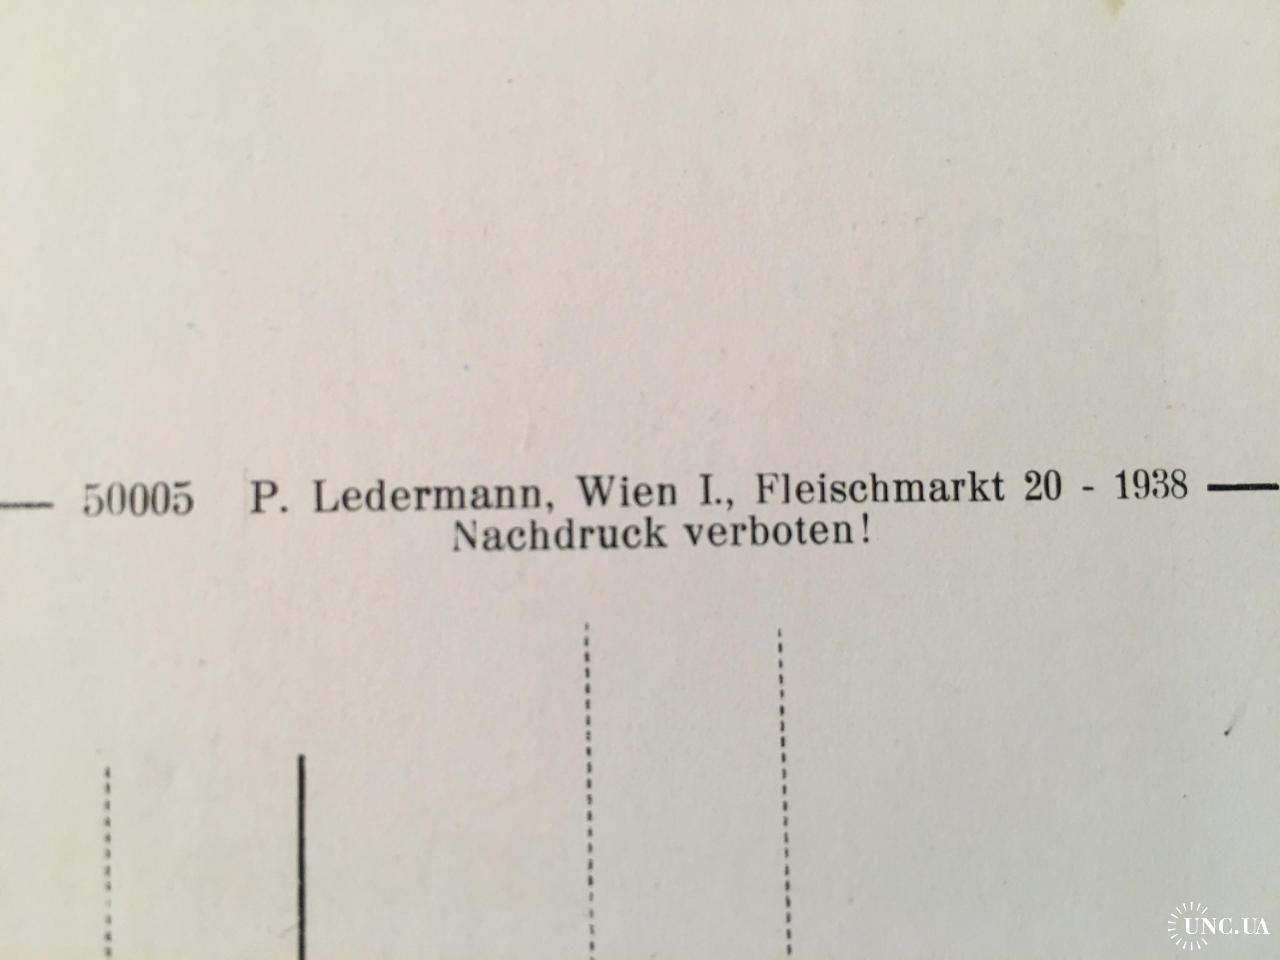 — 50005 P. Ledermann, Wien I., Fleischmarkt 20 - 1938 —
Nachdruck verboten!
UNC.UA